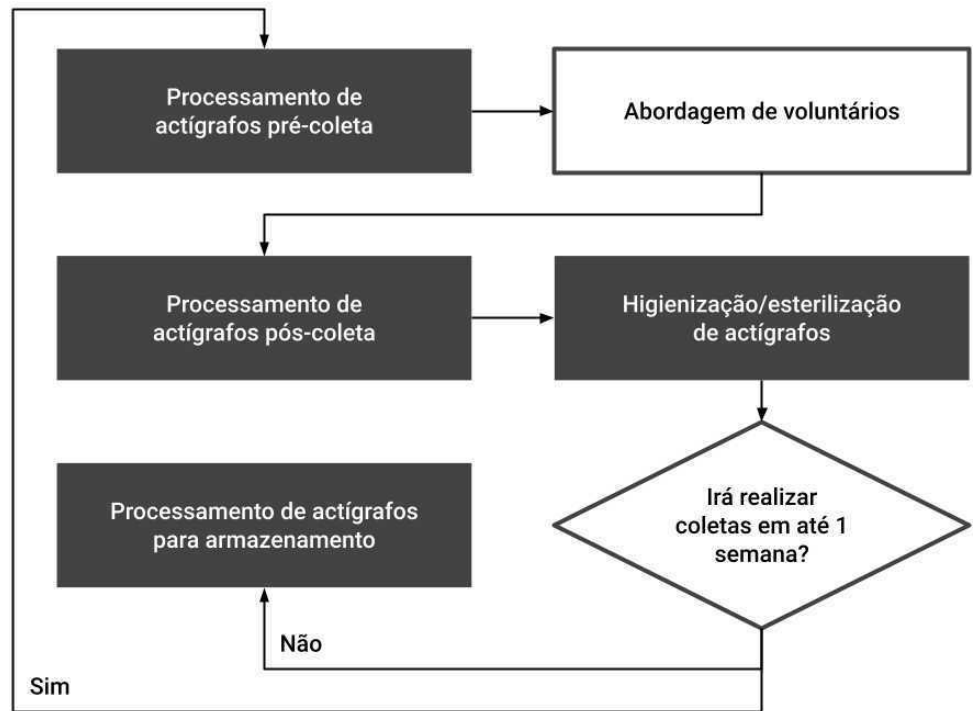 Processamento de
actígrafos pré-coleta
Abordagem de voluntários
Processamento de
actígrafos pós-coleta
Higienização/esterilização
de actígrafos
Processamento de actígrafos
para armazenamento
Irá realizar
coletas em até 1
semana?
Não
Sim